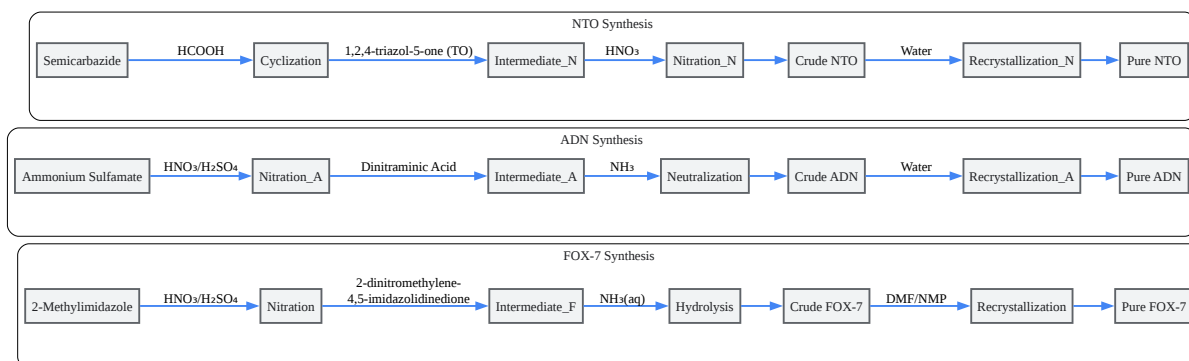 NTO Synthesis
Semicarbazide
HCOOH
Cyclization
1,2,4-triazol-5-one (TO)
Intermediate_N
HNO₃
Nitration_N
Crude NTO
Water
Recrystallization_N
Pure NTO
ADN Synthesis
Ammonium Sulfamate
HNO₃/H₂SO₄
Nitration_A
Dinitraminic Acid
Intermediate_A
NH₃
Neutralization
Crude ADN
Water
Recrystallization_A
Pure ADN
FOX-7 Synthesis
2-Methylimidazole
HNO₃/H₂SO₄
Nitration
2-dinitromethylene-
4,5-imidazolidinedione
Intermediate_F
NH₃(aq)
Hydrolysis
Crude FOX-7
DMF/NMP
Recrystallization
Pure FOX-7